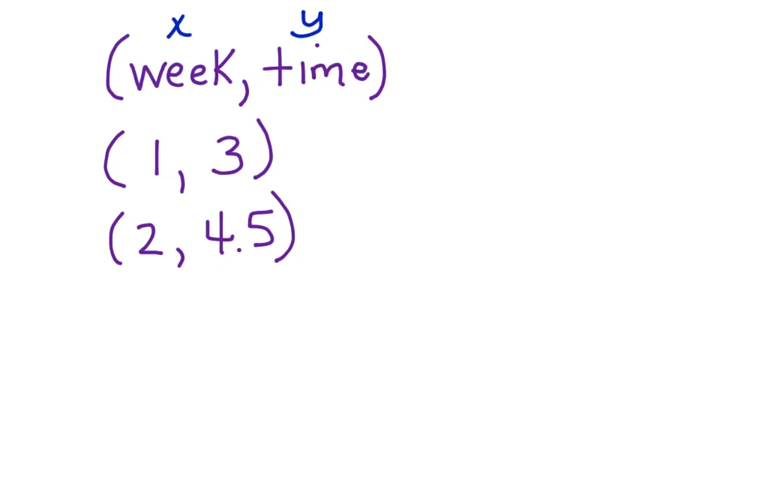 x y
(week, time)
(1, 3)
(2, 4.5)